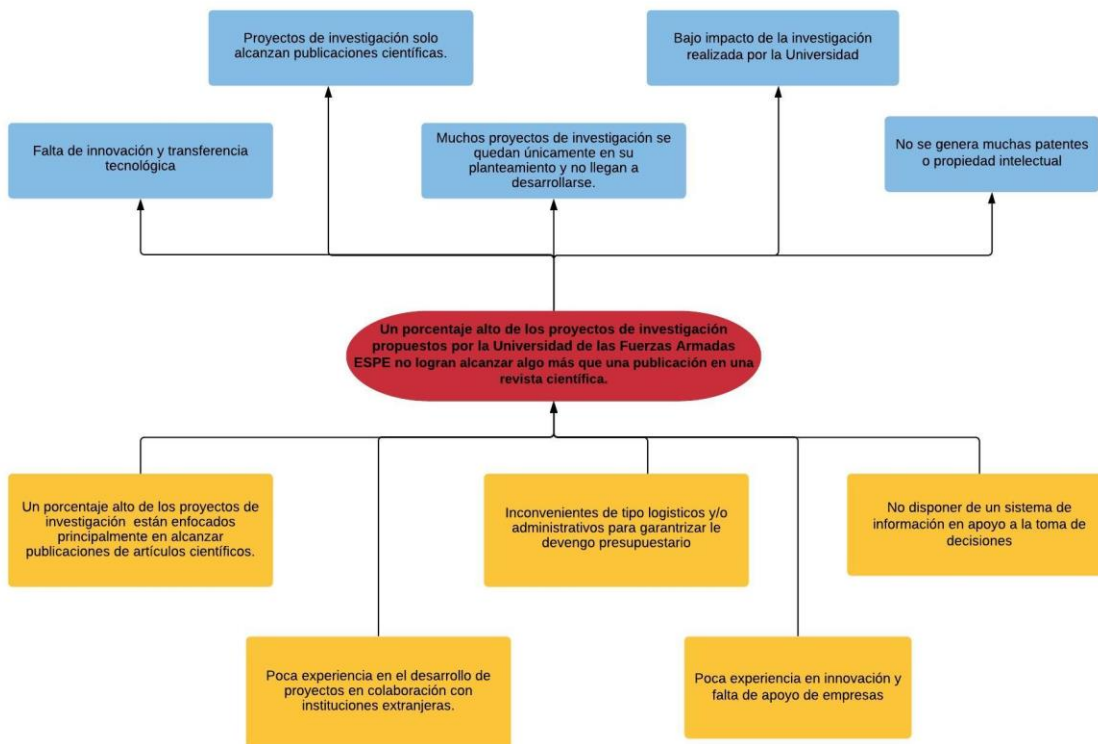 Proyectos de investigación solo
alcanzan publicaciones científicas.
Bajo impacto de la investigación
realizada por la Universidad
Falta de innovación y transferencia
tecnológica
Muchos proyectos de investigación se
quedan únicamente en su
planteamiento y no llegan a
desarrollarse.
No se genera muchas patentes
o propiedad intelectual
Un porcentaje alto de los proyectos de investigación
propuestos por la Universidad de las Fuerzas Armadas
ESPE no logran alcanzar algo más que una publicación en una
revista científica.
Un porcentaje alto de los proyectos de
investigación están enfocados
principalmente en alcanzar
publicaciones de artículos científicos.
Inconvenientes de tipo logisticos y/o
administrativos para garantrizar le
devengo presupuestario
No disponer de un sistema de
información en apoyo a la toma de
decisiones
Poca experiencia en el desarrollo de
proyectos en colaboración con
instituciones extranjeras.
Poca experiencia en innovación y
falta de apoyo de empresas